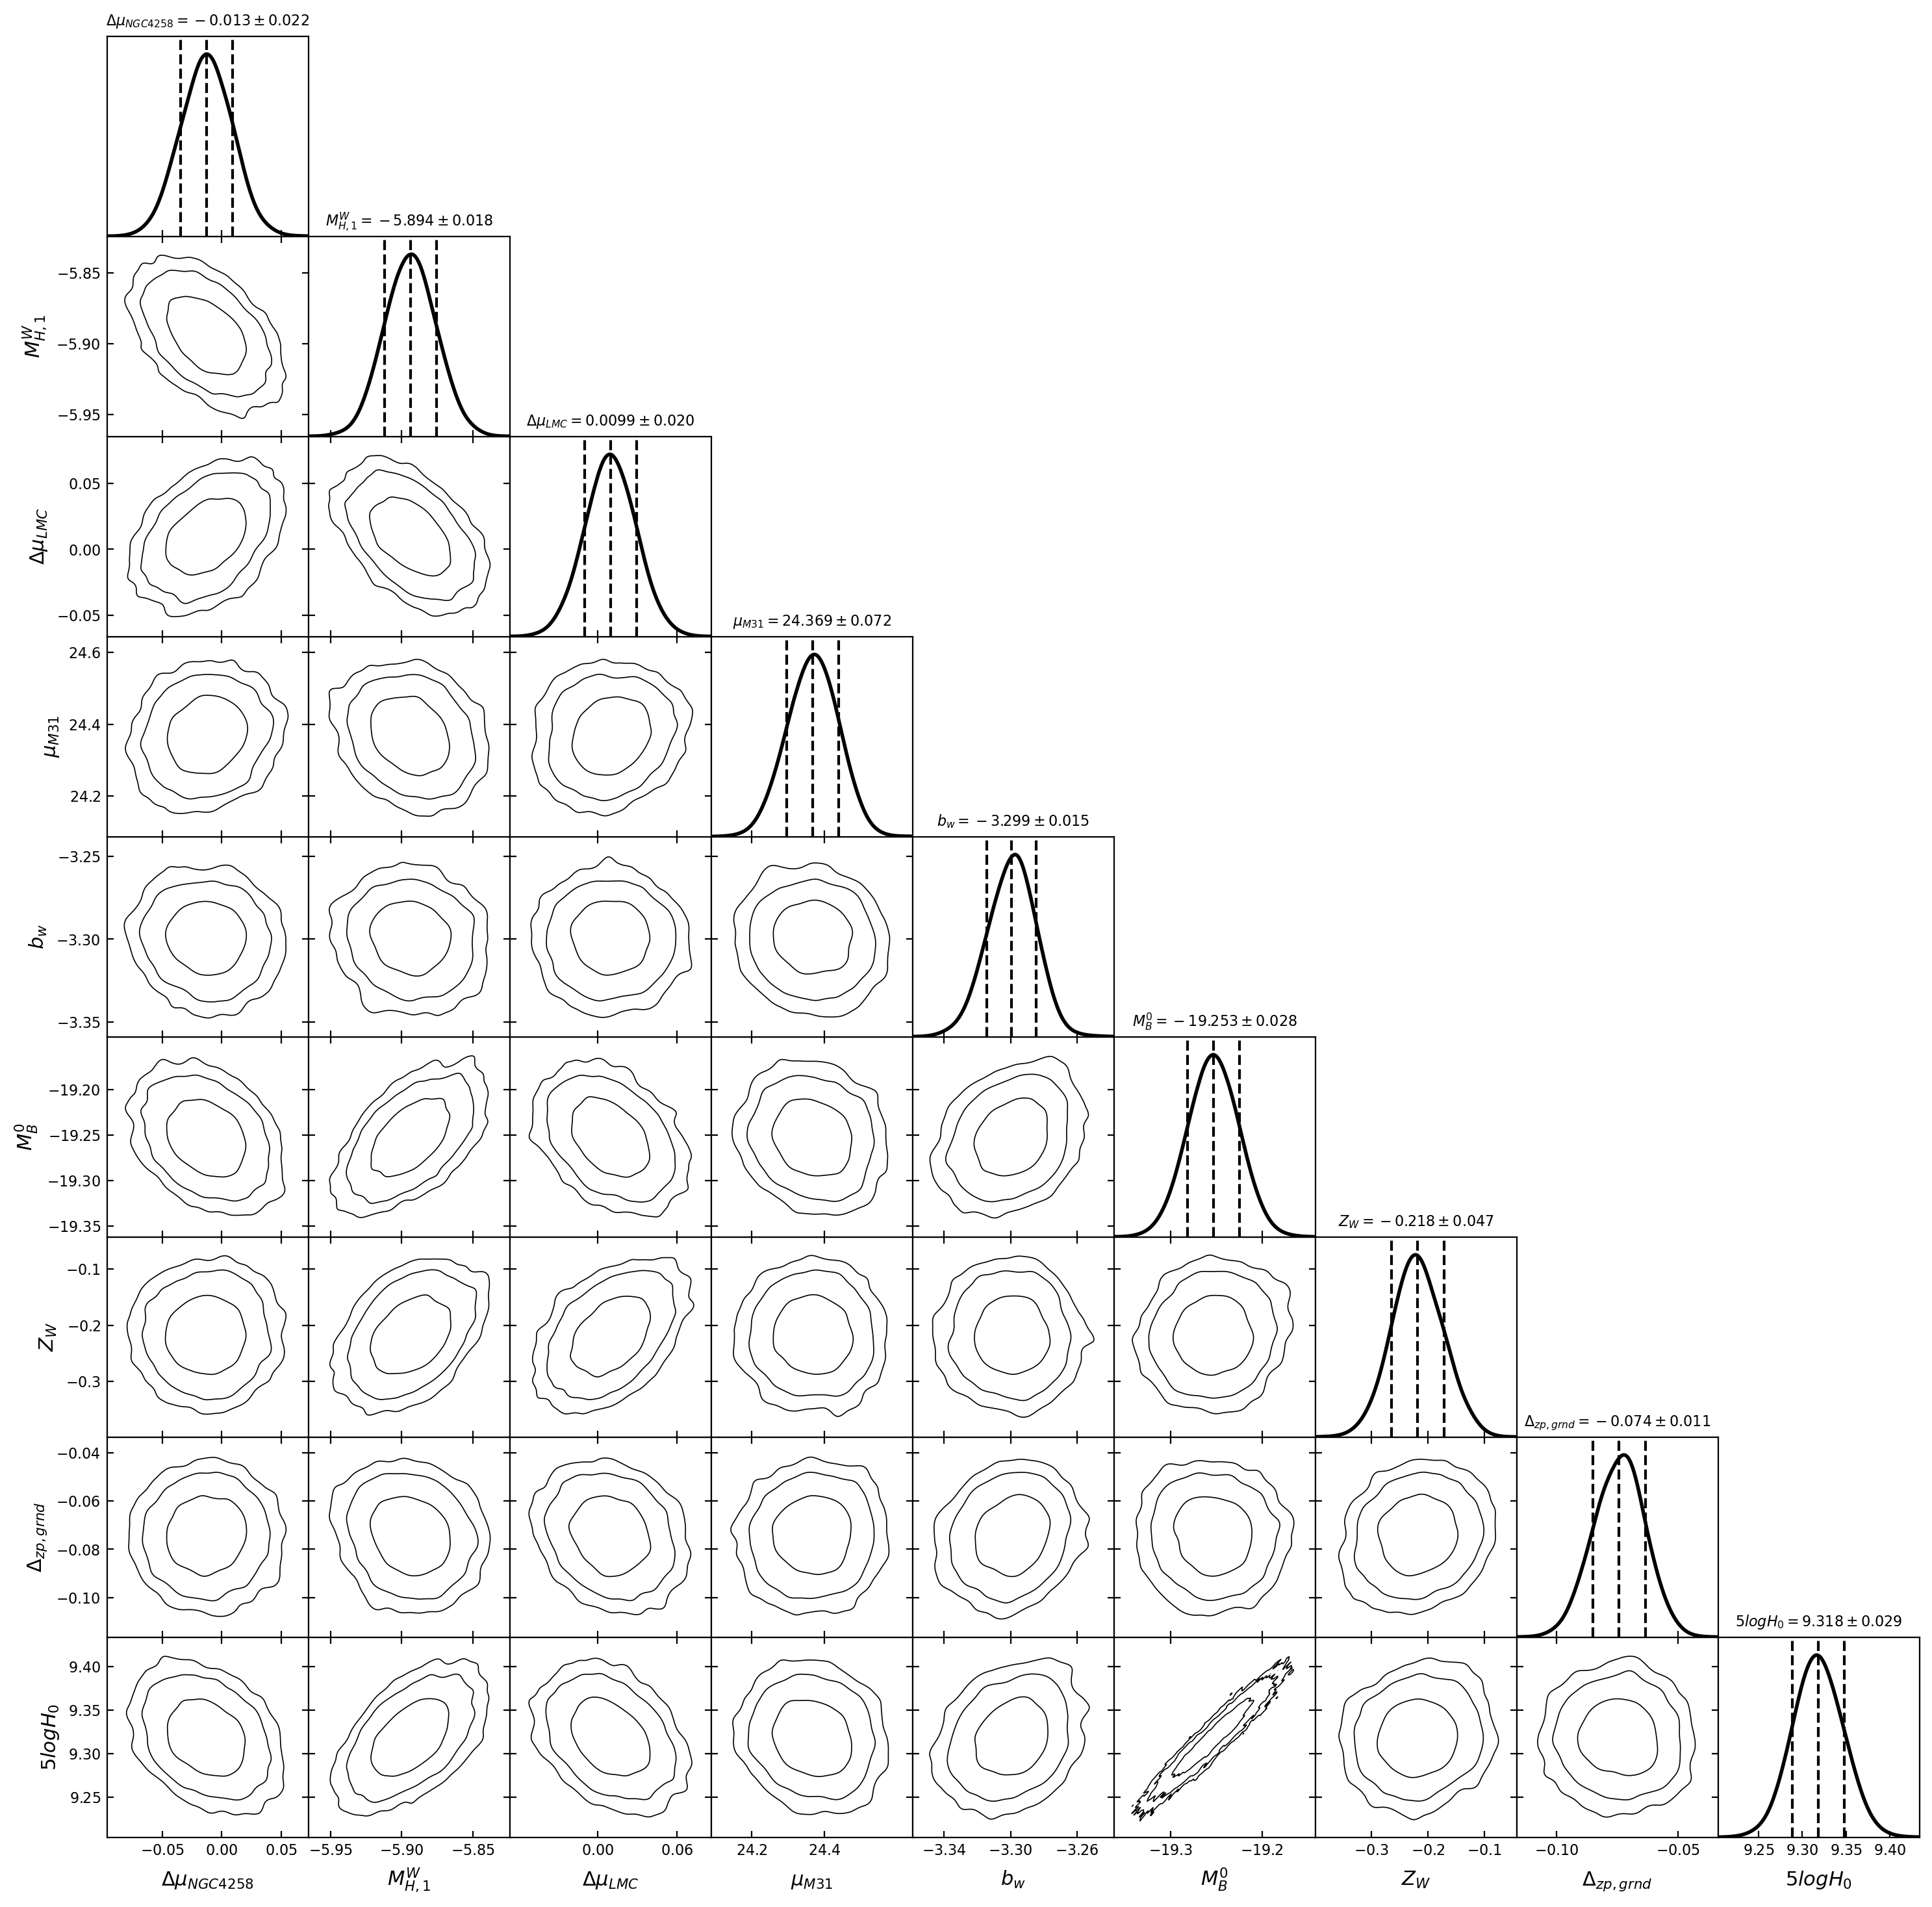 Δμ_{NGC4258} = −0.013 ± 0.022
M^W_{H,1} = −5.894 ± 0.018
−5.85
−5.90
−5.95
M^W_{H,1}
Δμ_{LMC} = 0.0099 ± 0.020
0.05
0.00
−0.05
Δμ_{LMC}
μ_{M31} = 24.369 ± 0.072
24.6
24.4
24.2
μ_{M31}
b_w = −3.299 ± 0.015
−3.25
−3.30
−3.35
b_w
M^0_B = −19.253 ± 0.028
−19.20
−19.25
−19.30
−19.35
M^0_B
Z_W = −0.218 ± 0.047
−0.1
−0.2
−0.3
Z_W
Δ_{zp,grnd} = −0.074 ± 0.011
−0.04
−0.06
−0.08
−0.10
Δ_{zp,grnd}
5logH_0 = 9.318 ± 0.029
9.40
9.35
9.30
9.25
5logH_0
−0.05 0.00 0.05 −5.95 −5.90 −5.85 0.00 0.06 24.2 24.4 −3.34 −3.30 −3.26 −19.3 −19.2 −0.3 −0.2 −0.1 −0.10 −0.05 9.25 9.30 9.35 9.40
Δμ_{NGC4258} M^W_{H,1} Δμ_{LMC} μ_{M31} b_w M^0_B Z_W Δ_{zp,grnd} 5logH_0